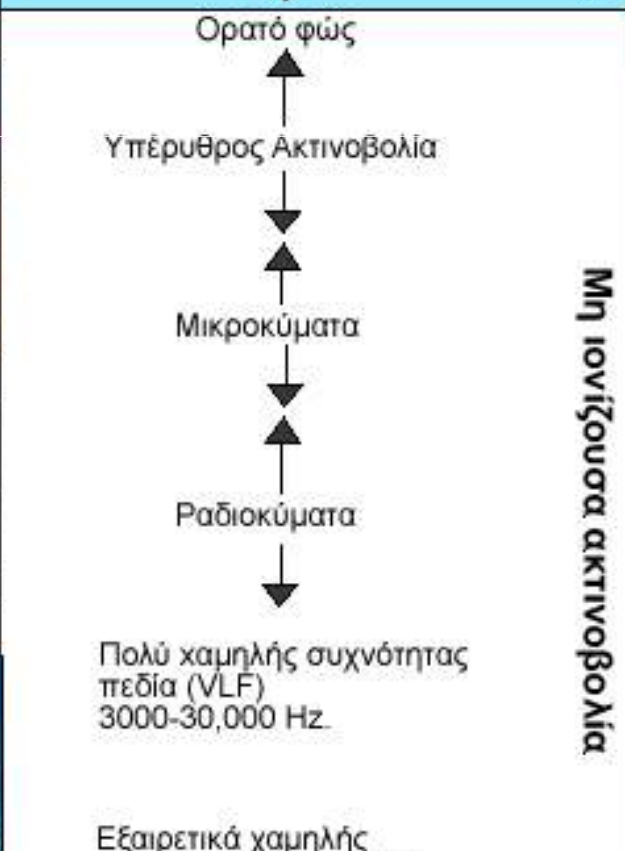 Ορατό φώς
Υπέρυθρος Ακτινοβολία
Μικροκύματα
Ραδιοκύματα
Πολύ χαμηλής συχνότητας
πεδία (VLF)
3000-30,000 Hz.
Εξαιρετικά χαμηλής
Μη ιονίζουσα ακτινοβολία